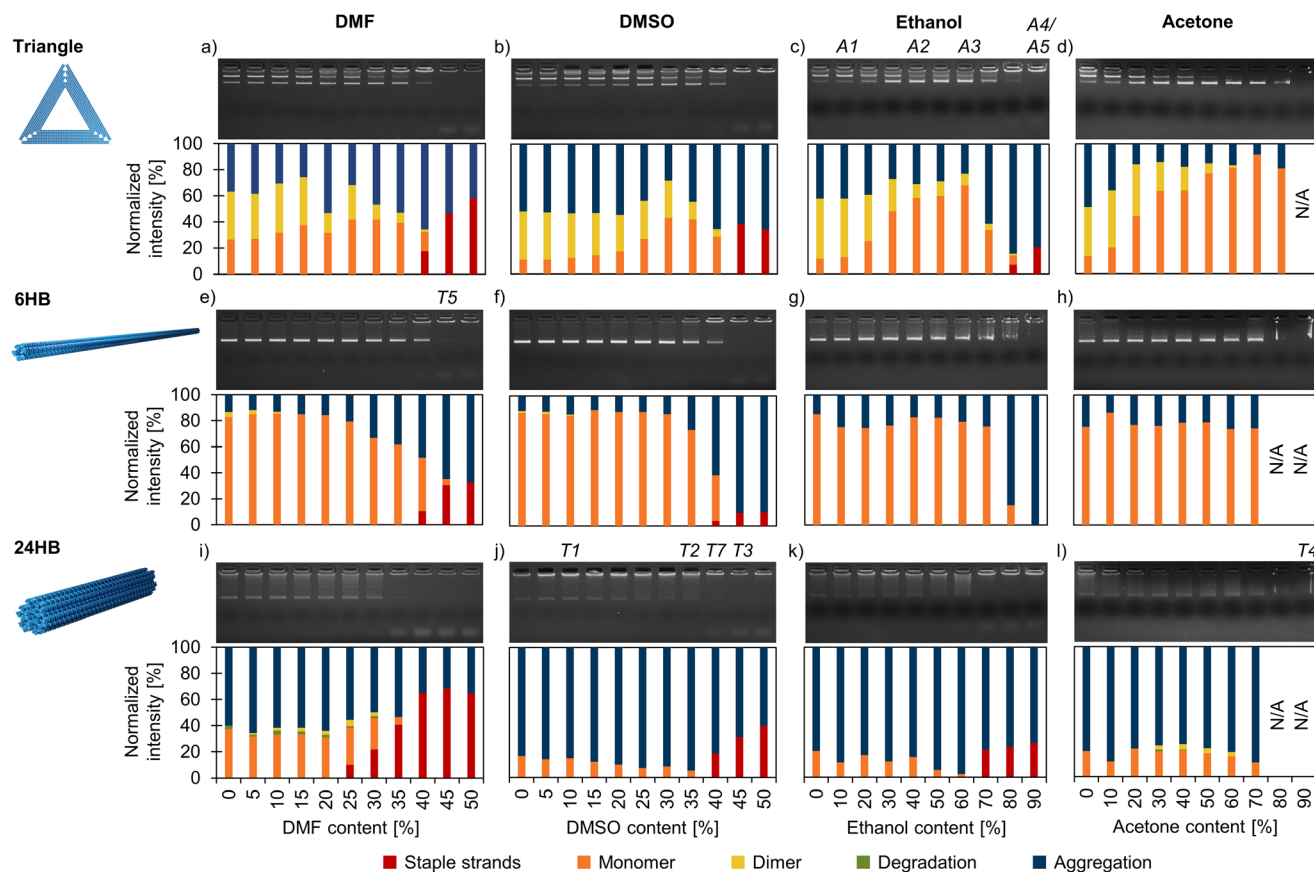 DMF DMSO Ethanol A4/ Acetone
Triangle a) b) c) A1 A2 A3 A5 d)
100
80
60
40
20
0
Normalized
intensity [%]
N/A
6HB e) T5 f) g) h)
100
80
60
40
20
0
Normalized
intensity [%]
N/A N/A
24HB i) j) T1 T2 T7 T3 k) l) T4
100
80
60
40
20
0
Normalized
intensity [%]
N/A N/A
0 5 10 15 20 25 30 35 40 45 50 0 5 10 15 20 25 30 35 40 45 50 0 10 20 30 40 50 60 70 80 90 0 10 20 30 40 50 60 70 80 90
DMF content [%] DMSO content [%] Ethanol content [%] Acetone content [%]
Staple strands Monomer Dimer Degradation Aggregation